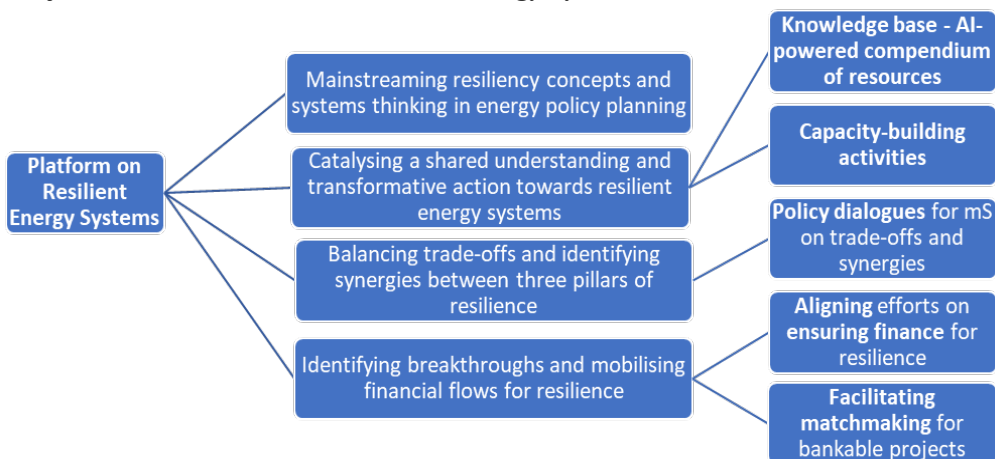 Platform on
Resilient
Energy Systems
Mainstreaming resiliency concepts and
systems thinking in energy policy planning
Catalysing a shared understanding and
transformative action towards resilient
energy systems
Balancing trade-offs and identifying
synergies between three pillars of
resilience
Identifying breakthroughs and mobilising
financial flows for resilience
Knowledge base - AI-
powered compendium
of resources
Capacity-building
activities
Policy dialogues for mS
on trade-offs and
synergies
Aligning efforts on
ensuring finance for
resilience
Facilitating
matchmaking for
bankable projects